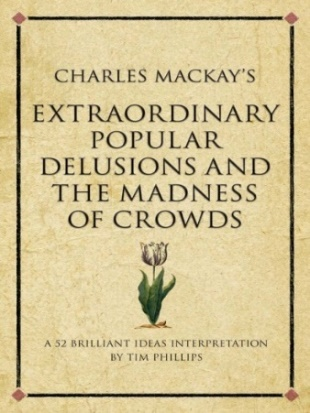 CHARLES MACKAY'S
EXTRAORDINARY
POPULAR
DELUSIONS AND
THE MADNESS
OF CROWDS
A 52 BRILLIANT IDEAS INTERPRETATION
BY TIM PHILLIPS